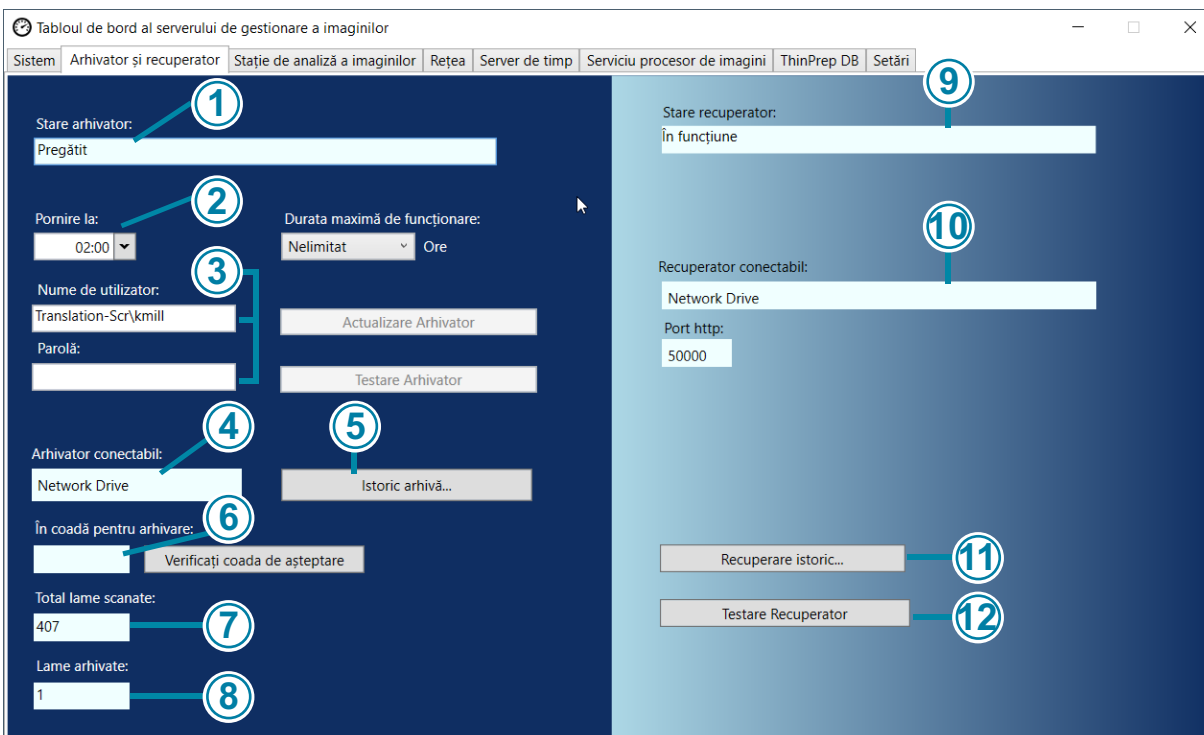 Tabloul de bord al serverului de gestionare a imaginilor
Sistem Arhivator și recuperator Stație de analiză a imaginilor Rețea Server de timp Serviciu procesor de imagini ThinPrep DB Setări
1
Stare arhivator:
Pregătit
2
Pornire la:
02:00
Durata maximă de funcționare:
Nelimitat Ore
3
Nume de utilizator:
Translation-Scr\kmill
Actualizare Arhivator
Parolă:
Testare Arhivator
4
5
Arhivator conectabil:
Network Drive
Istoric arhivă...
6
În coadă pentru arhivare:
Verificați coada de așteptare
Total lame scanate:
407
7
Lame arhivate:
1
8
9
Stare recuperator:
În funcțiune
10
Recuperator conectabil:
Network Drive
Port http:
50000
Recuperare istoric...
11
Testare Recuperator
12